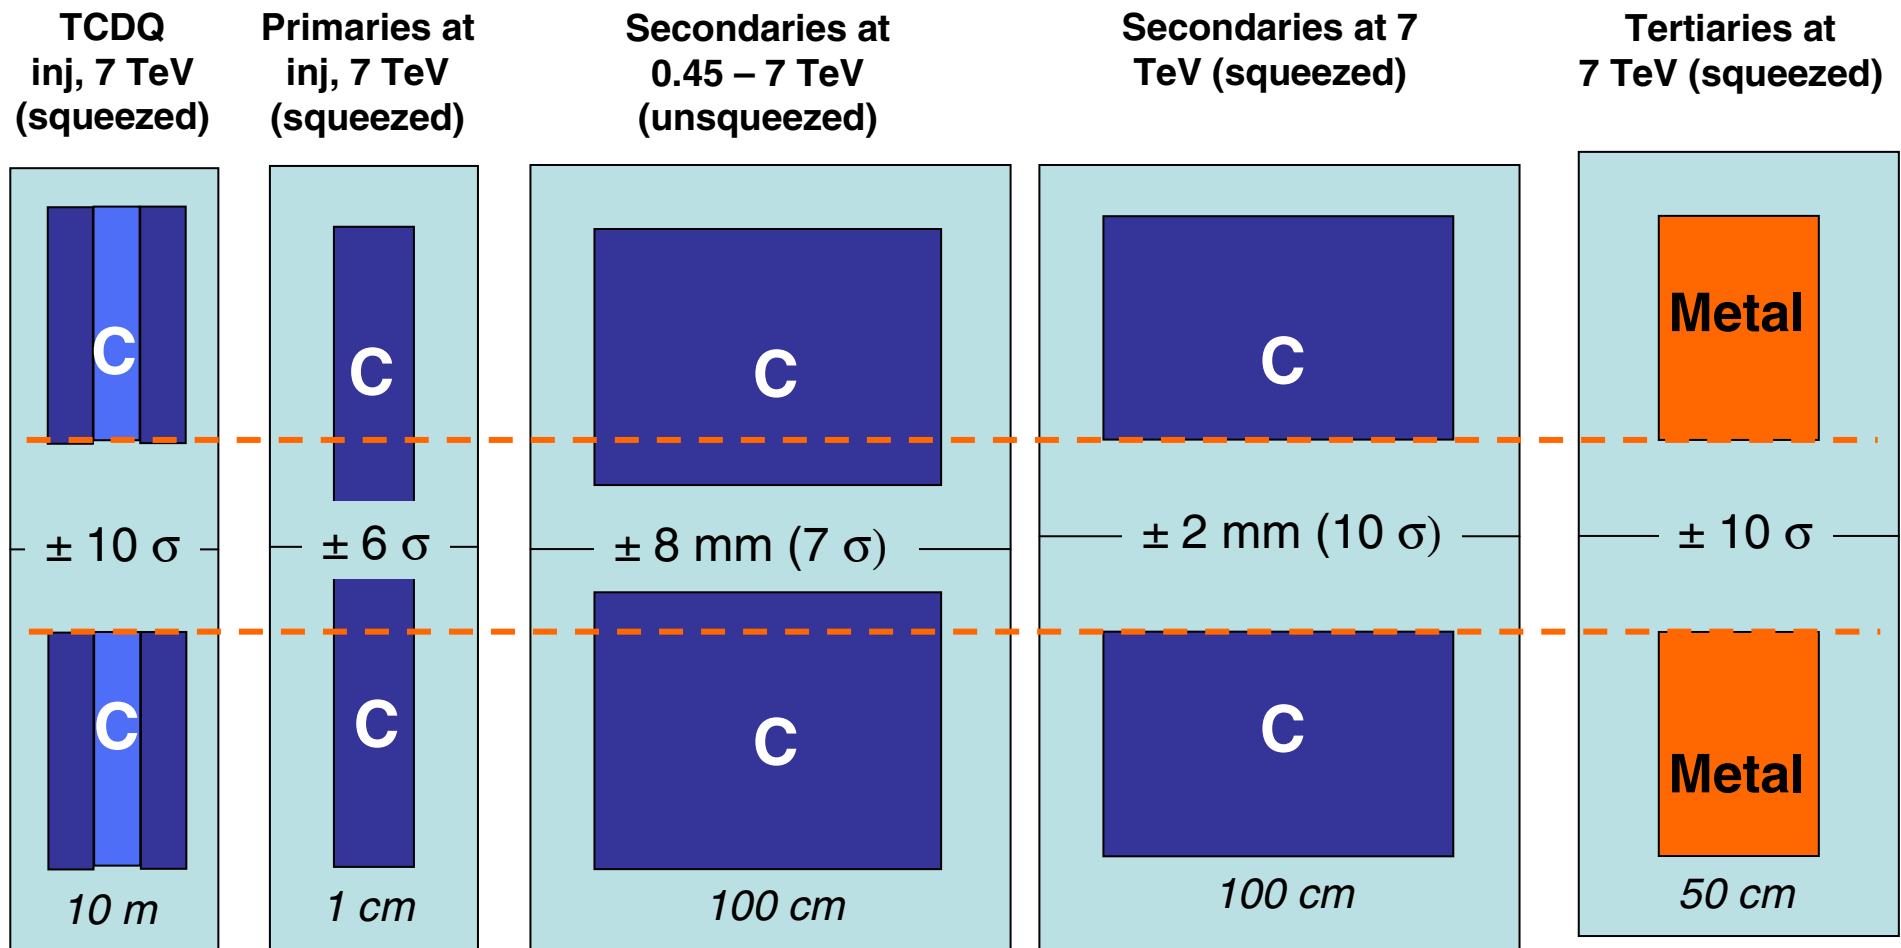 TCDQ
inj, 7 TeV
(squeezed)
Primaries at
inj, 7 TeV
(squeezed)
Secondaries at
0.45 – 7 TeV
(unsqueezed)
Secondaries at 7
TeV (squeezed)
Tertiaries at
7 TeV (squeezed)
C
C
C
C
Metal
± 10 σ
± 6 σ
± 8 mm (7 σ)
± 2 mm (10 σ)
± 10 σ
C
C
C
C
Metal
10 m
1 cm
100 cm
100 cm
50 cm